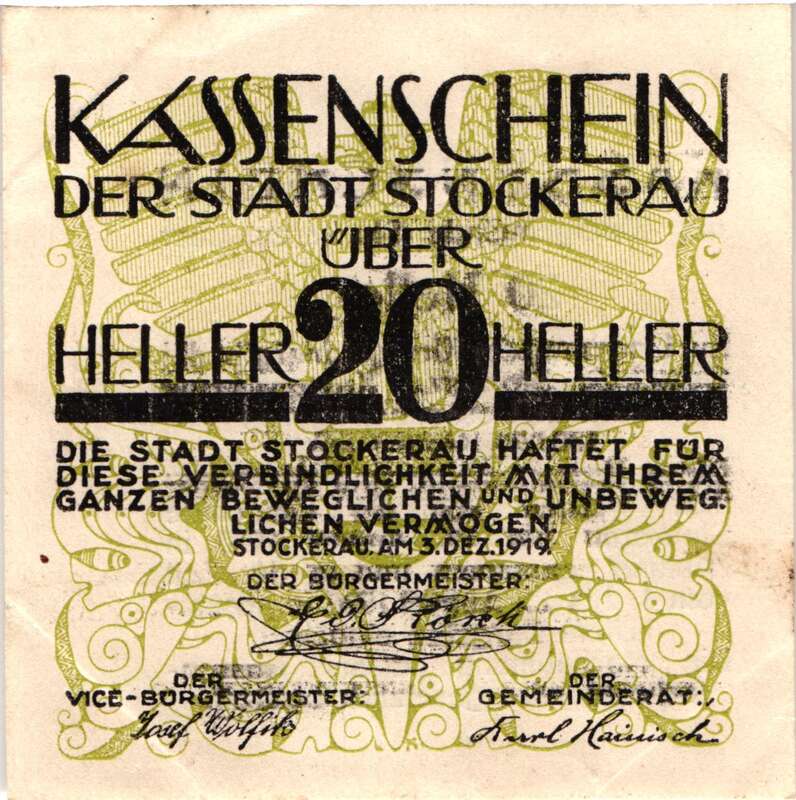 KASSENSCHEIN
DER STADT STOCKERAU
ÜBER
HELLER 20 HELLER
DIE STADT STOCKERAU HAFTET FÜR
DIESE VERBINDLICHKEIT MIT IHREM
GANZEN BEWEGLICHEN UND UNBEWEG:
LICHEN VERMÖGEN.
STOCKERAU. AM 3. DEZ. 1919.
DER BÜRGERMEISTER:
DER
VICE-BÜRGERMEISTER:
Josef Wolfik
DER
GEMEINDERAT:
Karl Hainisch